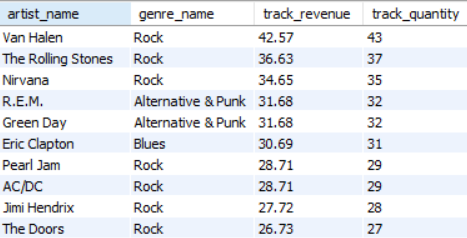 artist_name genre_name track_revenue track_quantity
Van Halen Rock 42.57 43
The Rolling Stones Rock 36.63 37
Nirvana Rock 34.65 35
R.E.M. Alternative & Punk 31.68 32
Green Day Alternative & Punk 31.68 32
Eric Clapton Blues 30.69 31
Pearl Jam Rock 28.71 29
AC/DC Rock 28.71 29
Jimi Hendrix Rock 27.72 28
The Doors Rock 26.73 27